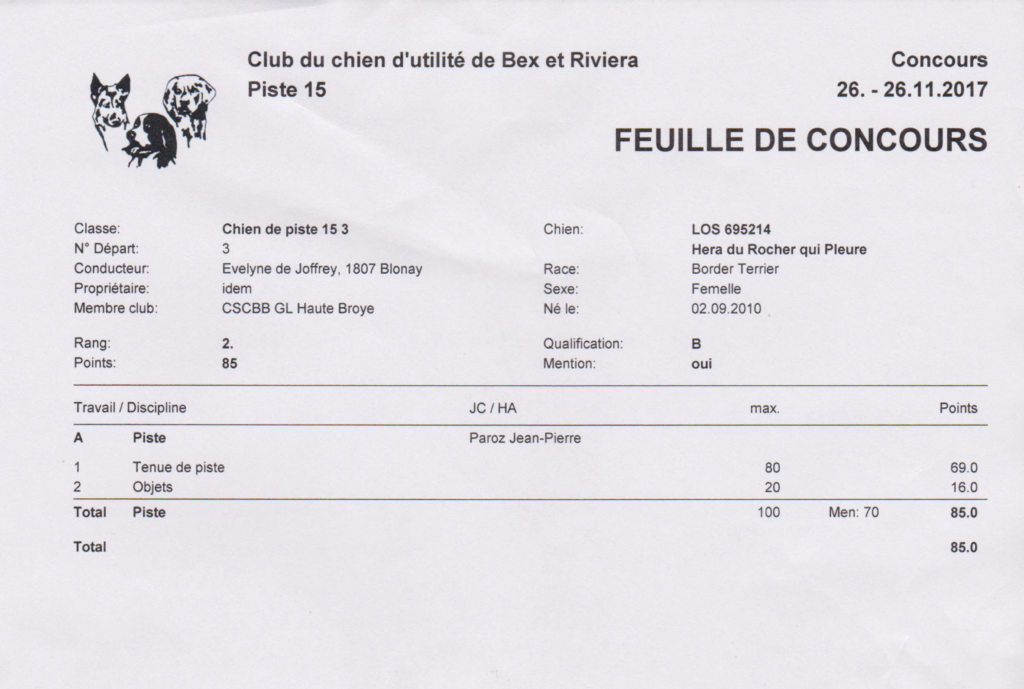 Club du chien d'utilité de Bex et Riviera
Concours
Piste 15
26. - 26.11.2017
FEUILLE DE CONCOURS
Classe: Chien de piste 15 3 Chien: LOS 695214
N° Départ: 3 Hera du Rocher qui Pleure
Conducteur: Evelyne de Joffrey, 1807 Blonay Race: Border Terrier
Propriétaire: idem Sexe: Femelle
Membre club: CSCBB GL Haute Broye Né le: 02.09.2010
Rang: 2. Qualification: B
Points: 85 Mention: oui
Travail / Discipline JC / HA max. Points
A Piste Paroz Jean-Pierre
1 Tenue de piste 80 69.0
2 Objets 20 16.0
Total Piste 100 Men: 70 85.0
Total 85.0